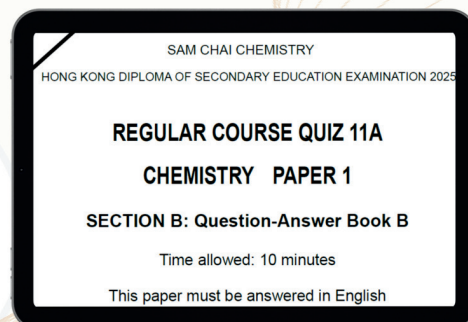 SAM CHAI CHEMISTRY
HONG KONG DIPLOMA OF SECONDARY EDUCATION EXAMINATION 2025
REGULAR COURSE QUIZ 11A
CHEMISTRY PAPER 1
SECTION B: Question-Answer Book B
Time allowed: 10 minutes
This paper must be answered in English